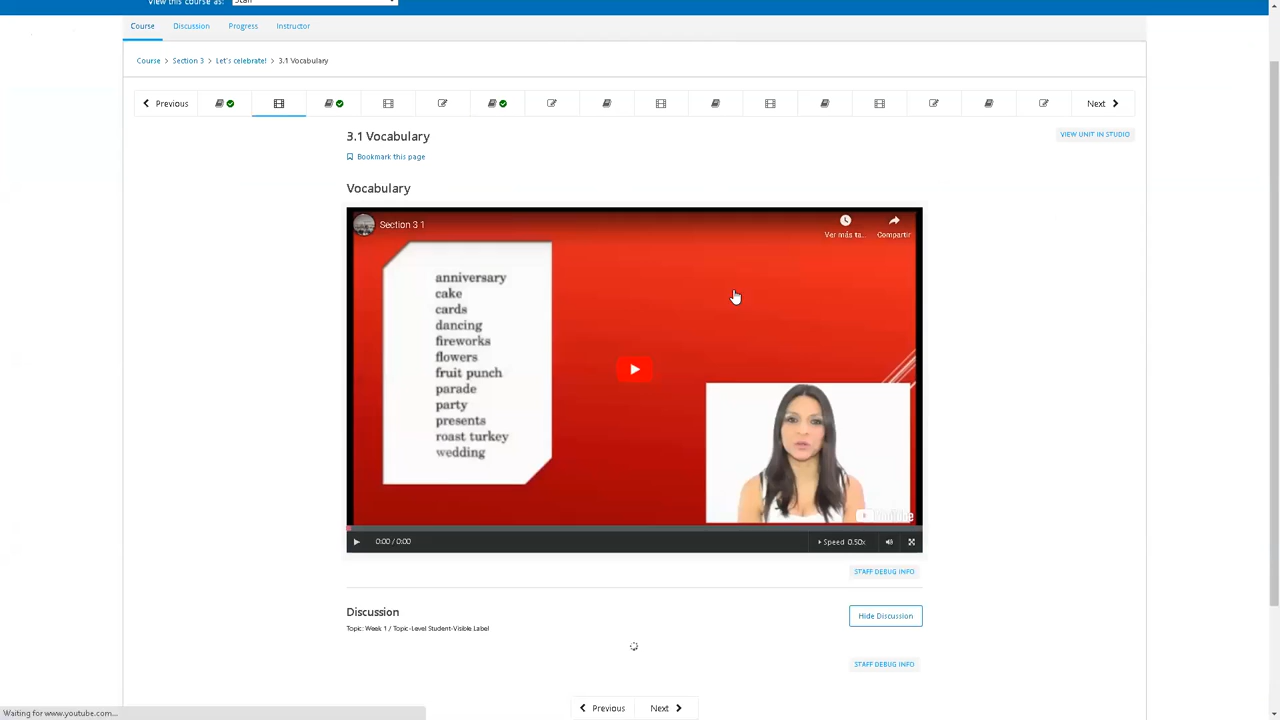 View this course as: Staff
Course Discussion Progress Instructor
Course > Section 3 > Let's celebrate! > 3.1 Vocabulary
Previous
Next
3.1 Vocabulary
VIEW UNIT IN STUDIO
Bookmark this page
Vocabulary
Section 3 1
Ver más ta...
Compartir
anniversary
cake
cards
dancing
fireworks
flowers
fruit punch
parade
party
presents
roast turkey
wedding
YouTube
0:00 / 0:00
Speed 0.50x
STAFF DEBUG INFO
Discussion
Hide Discussion
Topic: Week 1 / Topic-Level Student-Visible Label
STAFF DEBUG INFO
Previous Next
Waiting for www.youtube.com...